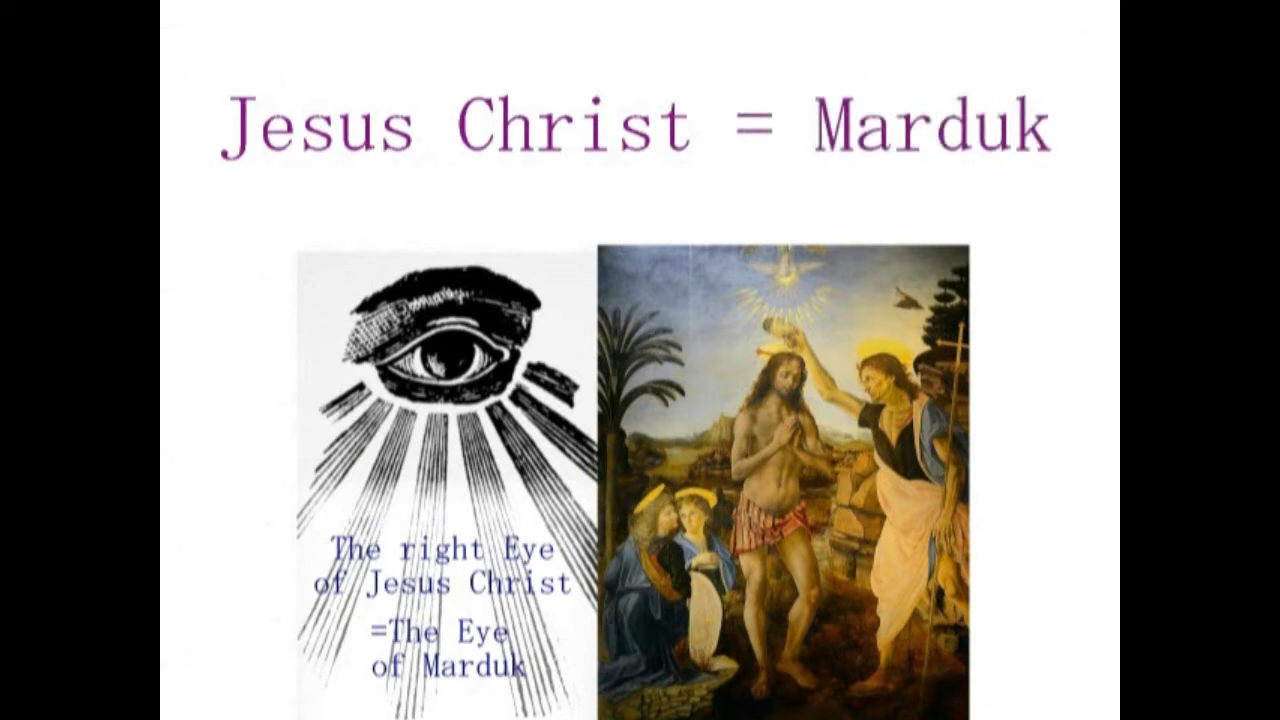 Jesus Christ = Marduk
The right Eye
of Jesus Christ
=The Eye
of Marduk